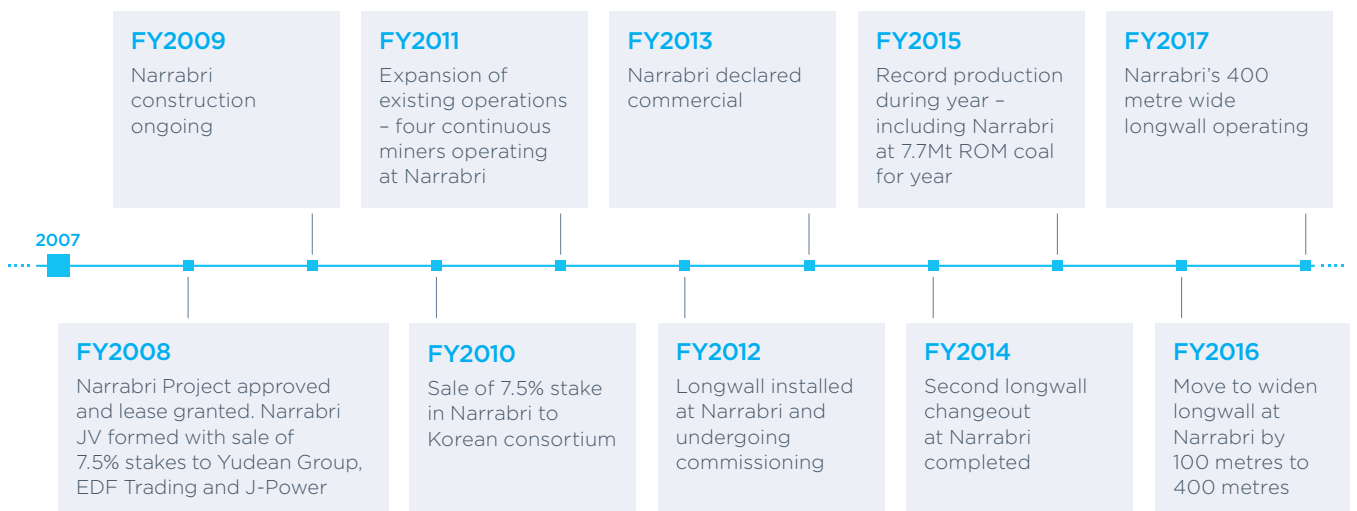 FY2009
Narrabri
construction
ongoing
FY2011
Expansion of
existing operations
– four continuous
miners operating
at Narrabri
FY2013
Narrabri declared
commercial
FY2015
Record production
during year –
including Narrabri
at 7.7Mt ROM coal
for year
FY2017
Narrabri’s 400
metre wide
longwall operating
2007
FY2008
Narrabri Project approved
and lease granted. Narrabri
JV formed with sale of
7.5% stakes to Yudean Group,
EDF Trading and J-Power
FY2010
Sale of 7.5% stake
in Narrabri to
Korean consortium
FY2012
Longwall installed
at Narrabri and
undergoing
commissioning
FY2014
Second longwall
changeout
at Narrabri
completed
FY2016
Move to widen
longwall at
Narrabri by
100 metres to
400 metres